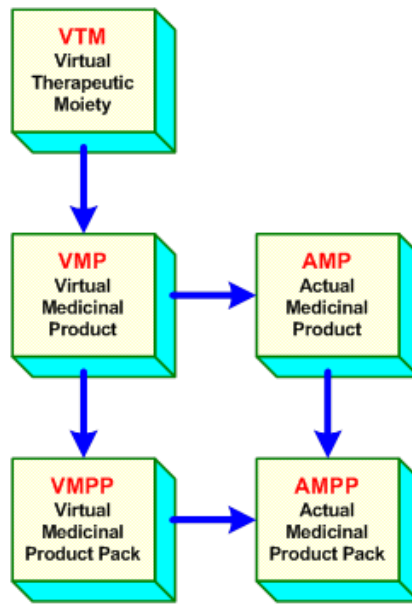 VTM
Virtual
Therapeutic
Moiety
VMP
Virtual
Medicinal
Product
AMP
Actual
Medicinal
Product
VMPP
Virtual
Medicinal
Product Pack
AMPP
Actual
Medicinal
Product Pack